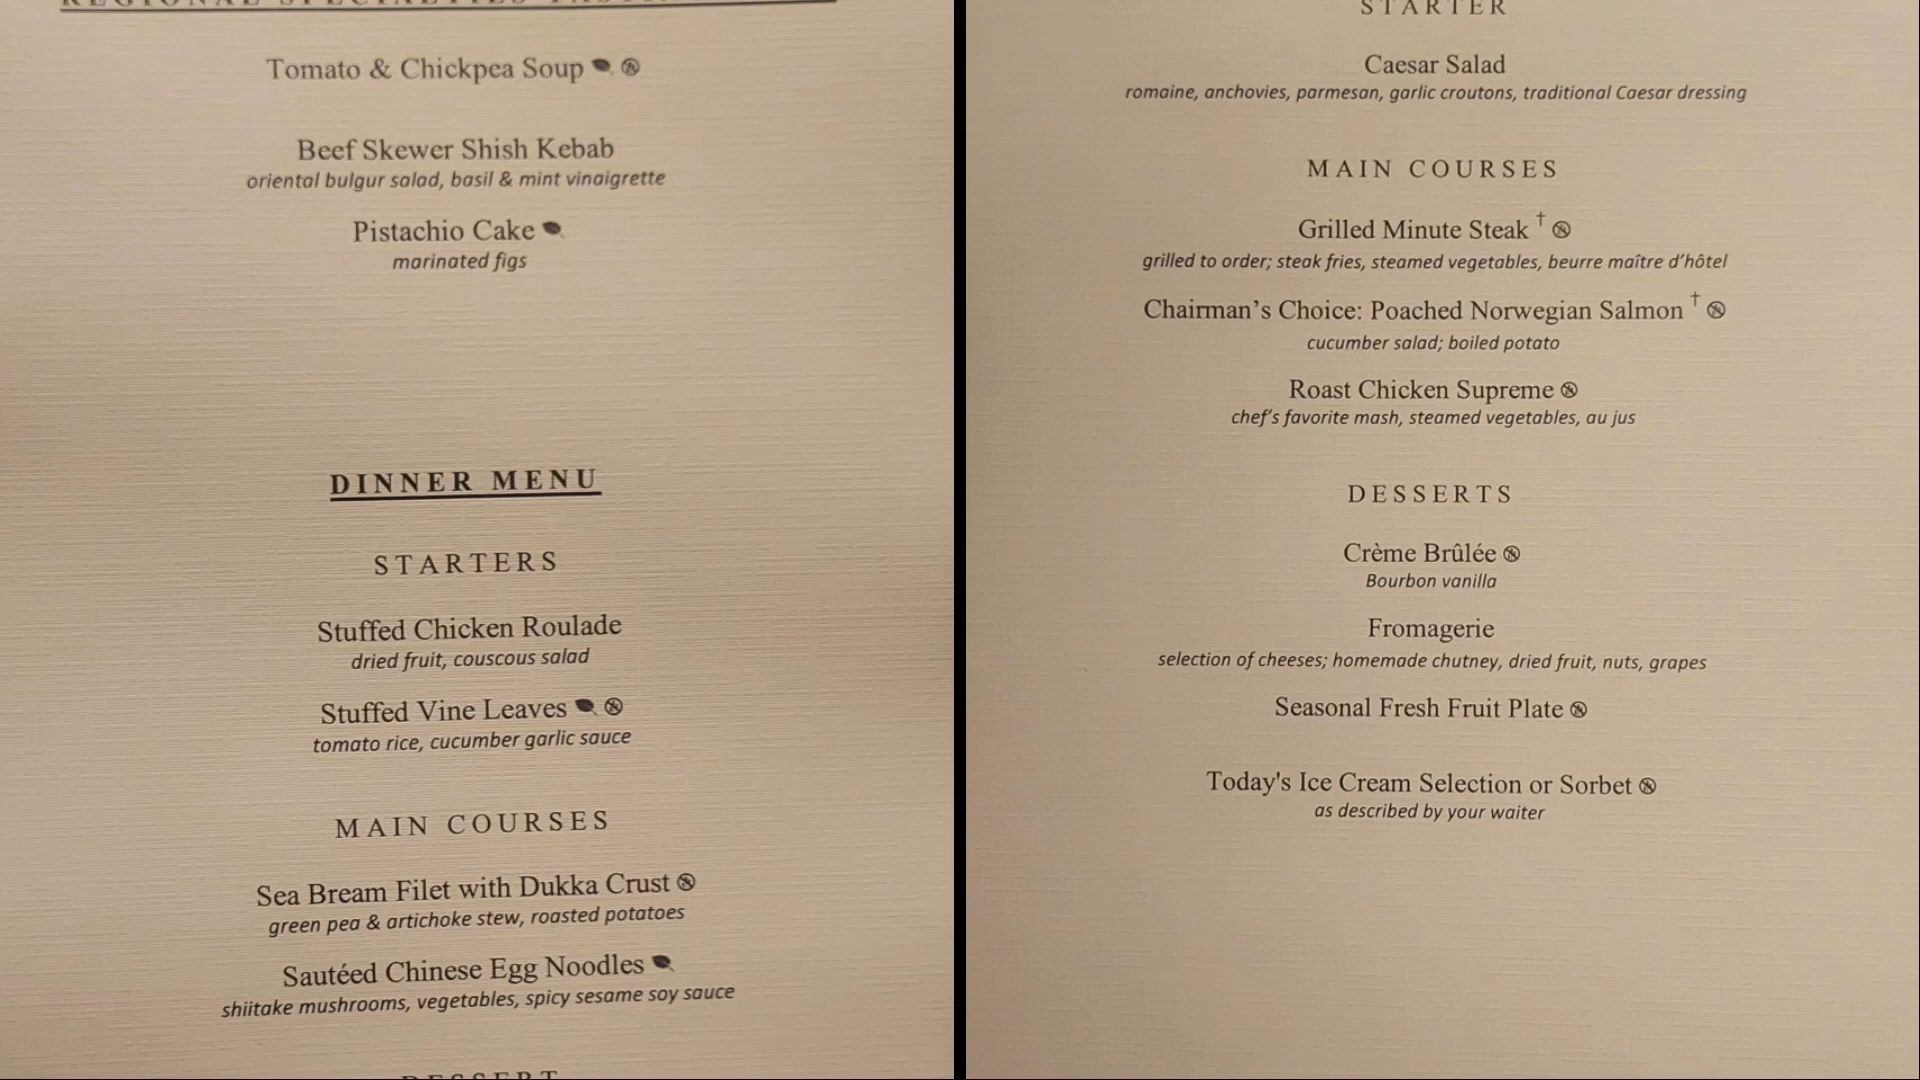 REGIONAL SPECIALTIES
Tomato & Chickpea Soup
Beef Skewer Shish Kebab
oriental bulgur salad, basil & mint vinaigrette
Pistachio Cake
marinated figs
DINNER MENU
STARTERS
Stuffed Chicken Roulade
dried fruit, couscous salad
Stuffed Vine Leaves
tomato rice, cucumber garlic sauce
MAIN COURSES
Sea Bream Filet with Dukka Crust
green pea & artichoke stew, roasted potatoes
Sautéed Chinese Egg Noodles
shiitake mushrooms, vegetables, spicy sesame soy sauce
DESSERT
STARTER
Caesar Salad
romaine, anchovies, parmesan, garlic croutons, traditional Caesar dressing
MAIN COURSES
Grilled Minute Steak †
grilled to order; steak fries, steamed vegetables, beurre maître d’hôtel
Chairman’s Choice: Poached Norwegian Salmon †
cucumber salad; boiled potato
Roast Chicken Supreme
chef’s favorite mash, steamed vegetables, au jus
DESSERTS
Crème Brûlée
Bourbon vanilla
Fromagerie
selection of cheeses; homemade chutney, dried fruit, nuts, grapes
Seasonal Fresh Fruit Plate
Today's Ice Cream Selection or Sorbet
as described by your waiter